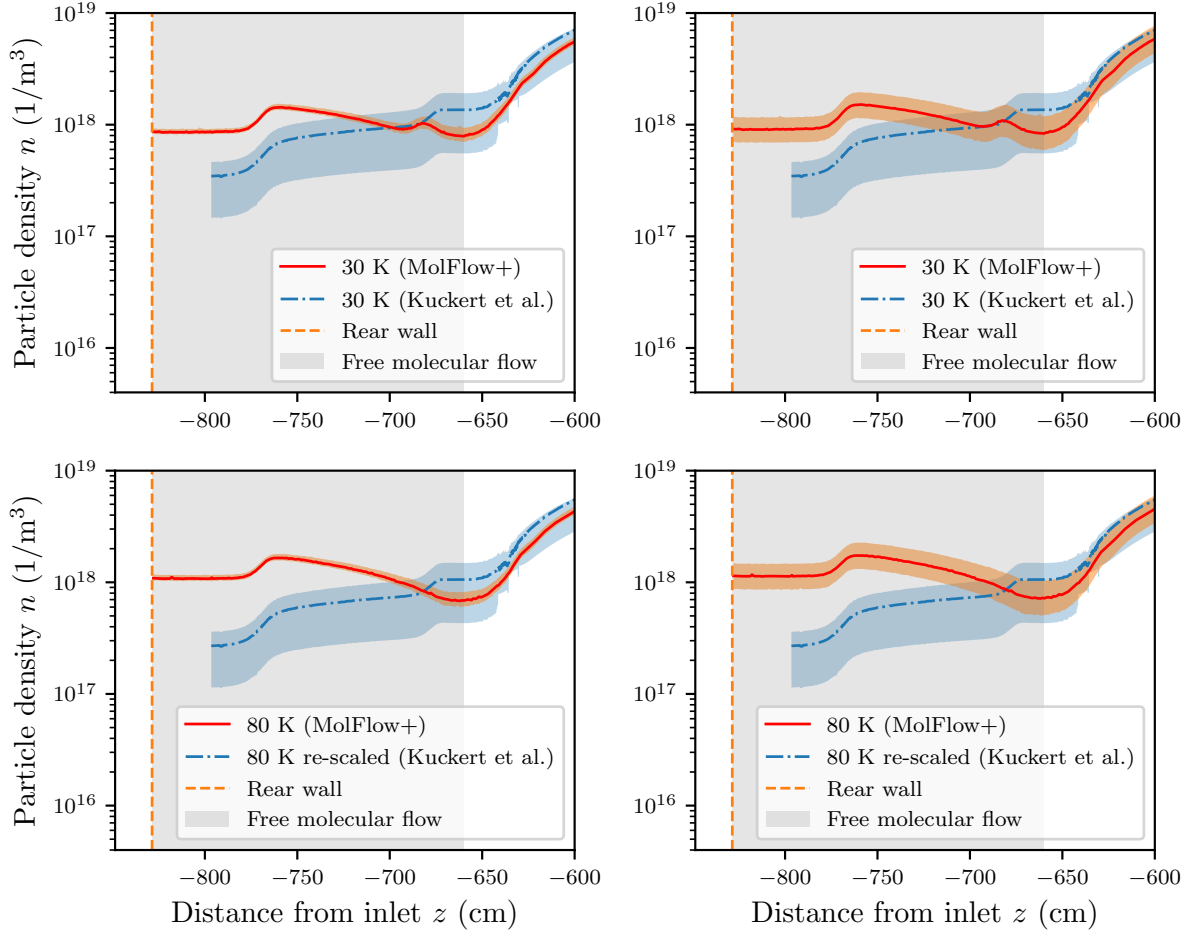 10^19
10^18
10^17
10^16
Particle density n (1/m^3)
30 K (MolFlow+)
30 K (Kuckert et al.)
Rear wall
Free molecular flow
−800 −750 −700 −650 −600
10^19
10^18
10^17
10^16
30 K (MolFlow+)
30 K (Kuckert et al.)
Rear wall
Free molecular flow
−800 −750 −700 −650 −600
10^19
10^18
10^17
10^16
Particle density n (1/m^3)
80 K (MolFlow+)
80 K re-scaled (Kuckert et al.)
Rear wall
Free molecular flow
−800 −750 −700 −650 −600
Distance from inlet z (cm)
10^19
10^18
10^17
10^16
80 K (MolFlow+)
80 K re-scaled (Kuckert et al.)
Rear wall
Free molecular flow
−800 −750 −700 −650 −600
Distance from inlet z (cm)